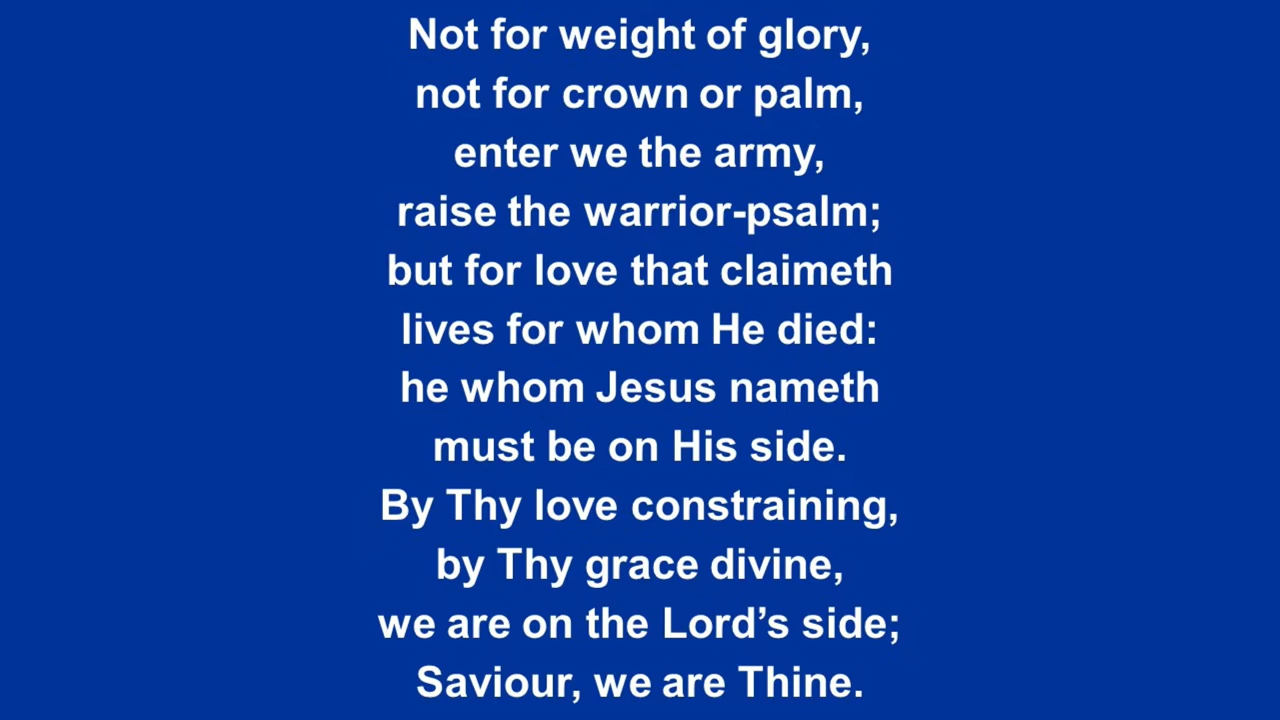 Not for weight of glory,
not for crown or palm,
enter we the army,
raise the warrior-psalm;
but for love that claimeth
lives for whom He died:
he whom Jesus nameth
must be on His side.
By Thy love constraining,
by Thy grace divine,
we are on the Lord’s side;
Saviour, we are Thine.